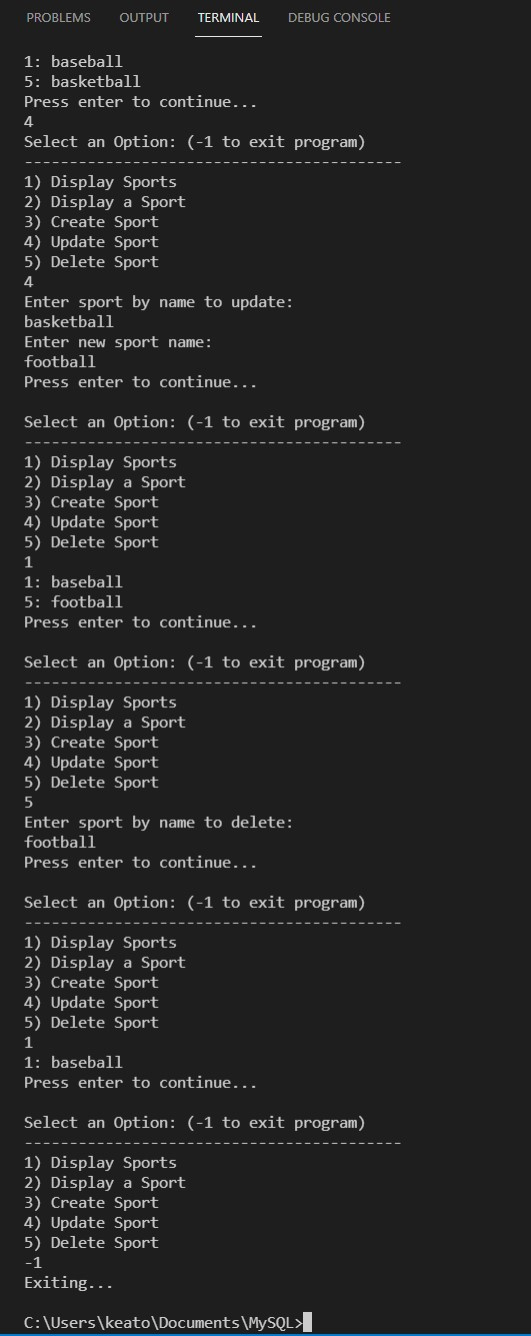 PROBLEMS OUTPUT TERMINAL DEBUG CONSOLE
1: baseball
5: basketball
Press enter to continue...
4
Select an Option: (-1 to exit program)
------------------------------------------
1) Display Sports
2) Display a Sport
3) Create Sport
4) Update Sport
5) Delete Sport
4
Enter sport by name to update:
basketball
Enter new sport name:
football
Press enter to continue...

Select an Option: (-1 to exit program)
------------------------------------------
1) Display Sports
2) Display a Sport
3) Create Sport
4) Update Sport
5) Delete Sport
1
1: baseball
5: football
Press enter to continue...

Select an Option: (-1 to exit program)
------------------------------------------
1) Display Sports
2) Display a Sport
3) Create Sport
4) Update Sport
5) Delete Sport
5
Enter sport by name to delete:
football
Press enter to continue...

Select an Option: (-1 to exit program)
------------------------------------------
1) Display Sports
2) Display a Sport
3) Create Sport
4) Update Sport
5) Delete Sport
1
1: baseball
Press enter to continue...

Select an Option: (-1 to exit program)
------------------------------------------
1) Display Sports
2) Display a Sport
3) Create Sport
4) Update Sport
5) Delete Sport
-1
Exiting...

C:\Users\keato\Documents\MySQL>